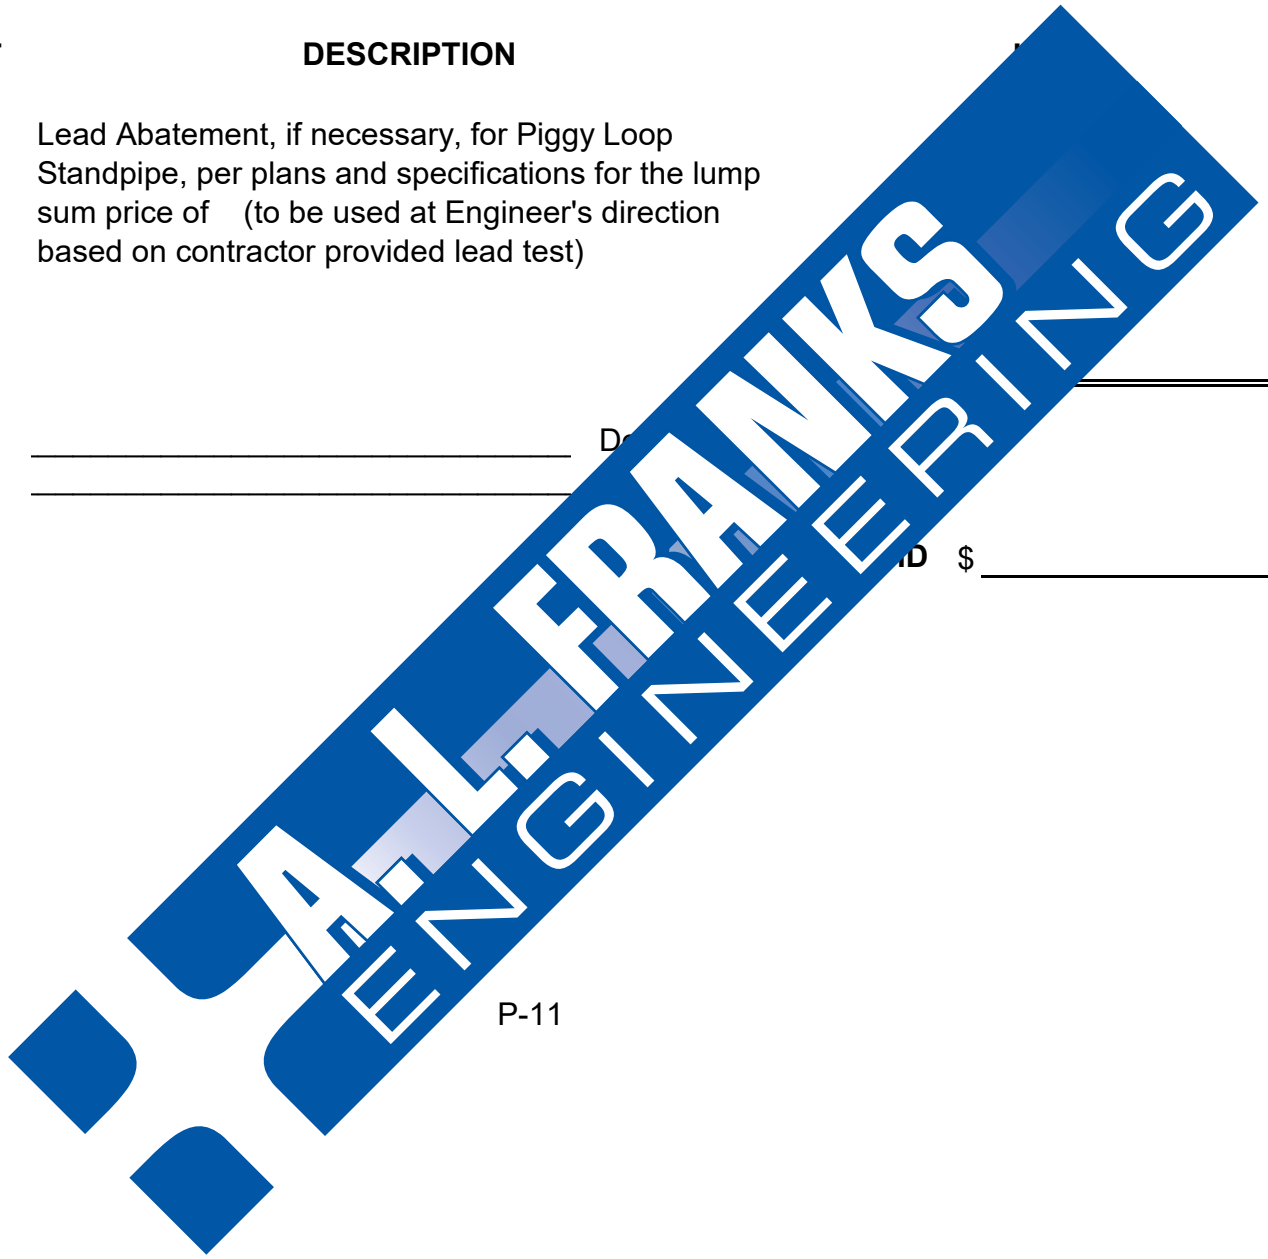 DESCRIPTION
Lead Abatement, if necessary, for Piggy Loop
Standpipe, per plans and specifications for the lump
sum price of (to be used at Engineer's direction
based on contractor provided lead test)
$
A.L. FRANKS
ENGINEERING
P-11